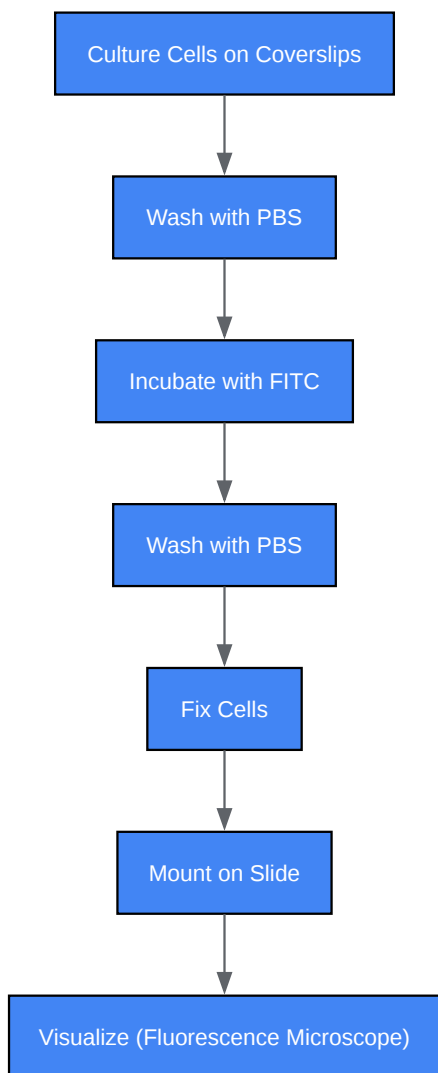 Culture Cells on Coverslips
Wash with PBS
Incubate with FITC
Wash with PBS
Fix Cells
Mount on Slide
Visualize (Fluorescence Microscope)